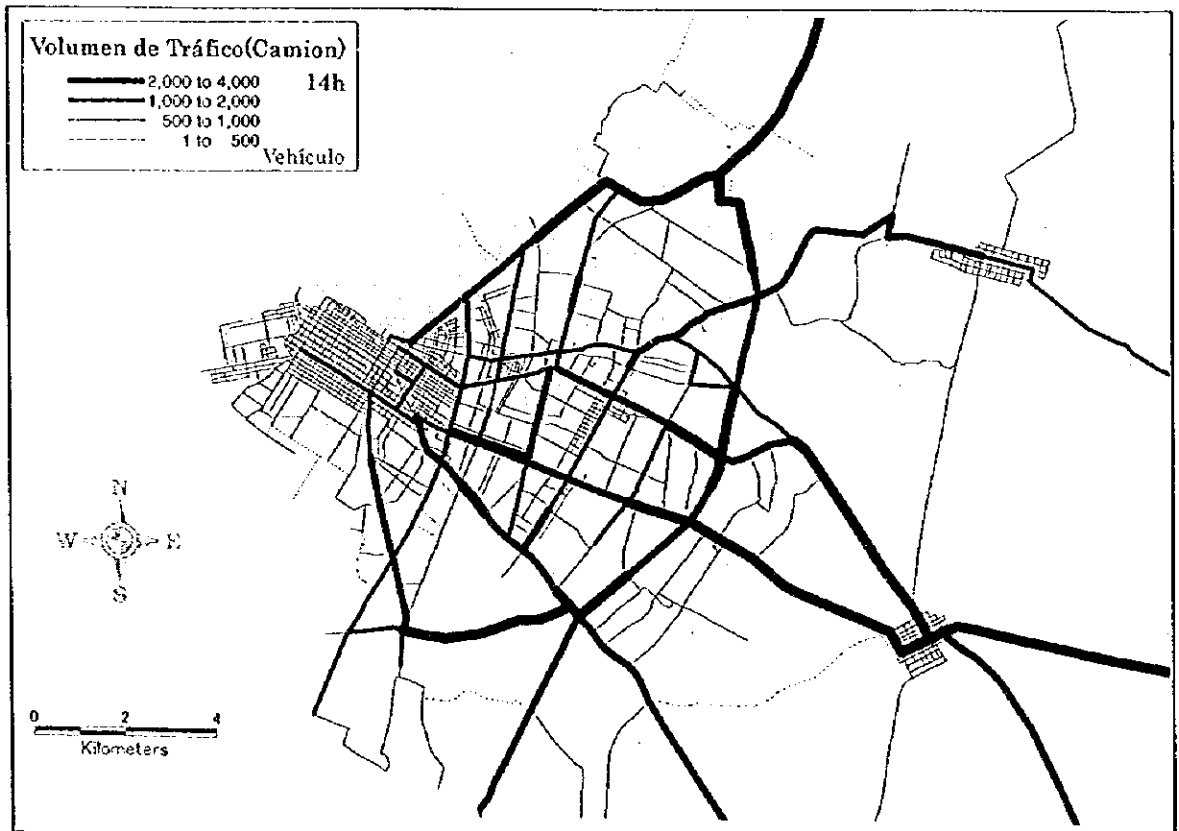 Volumen de Tráfico(Camion)
2,000 to 4,000 14h
1,000 to 2,000
500 to 1,000
1 to 500
Vehículo
N
W E
S
0 2 4
Kilometers